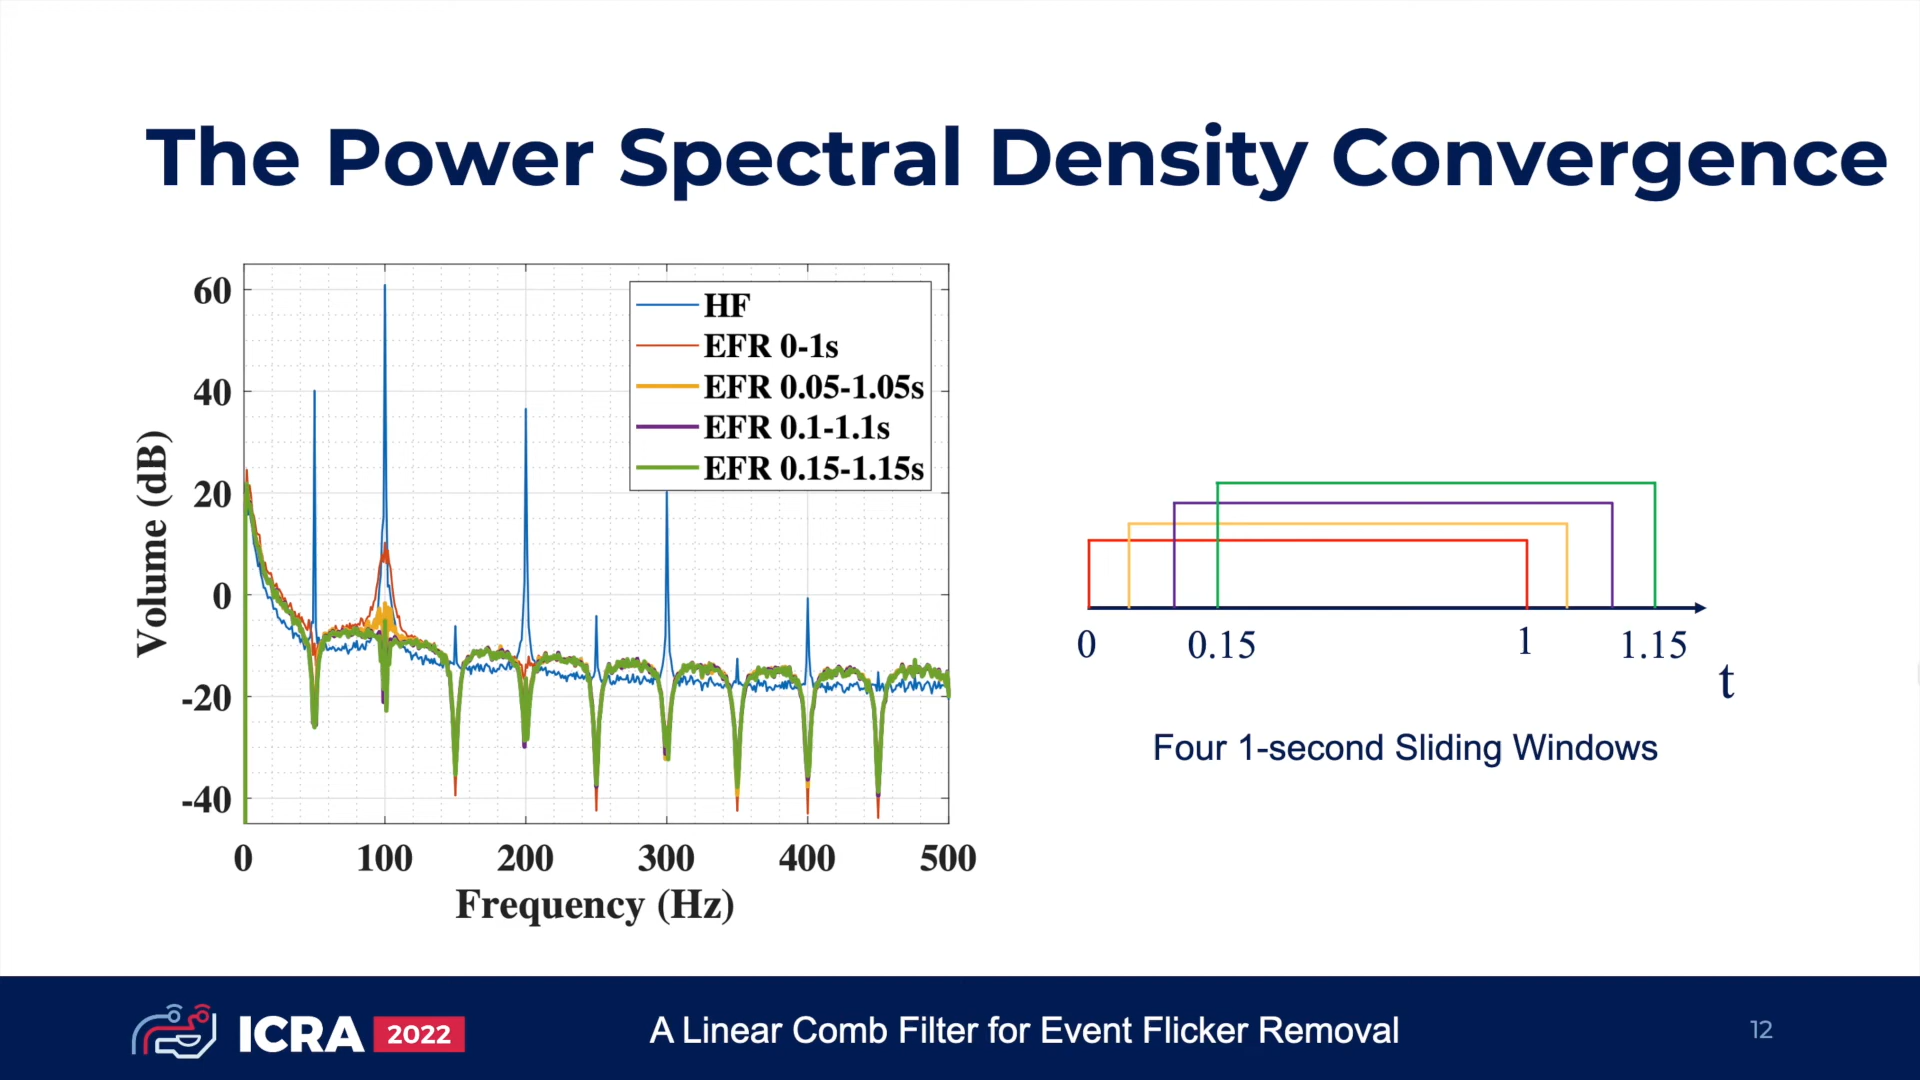 The Power Spectral Density Convergence
60
40
20
0
-20
-40
Volume (dB)
HF
EFR 0-1s
EFR 0.05-1.05s
EFR 0.1-1.1s
EFR 0.15-1.15s
0 100 200 300 400 500
Frequency (Hz)
0 0.15 1 1.15
t
Four 1-second Sliding Windows
ICRA 2022
A Linear Comb Filter for Event Flicker Removal
12